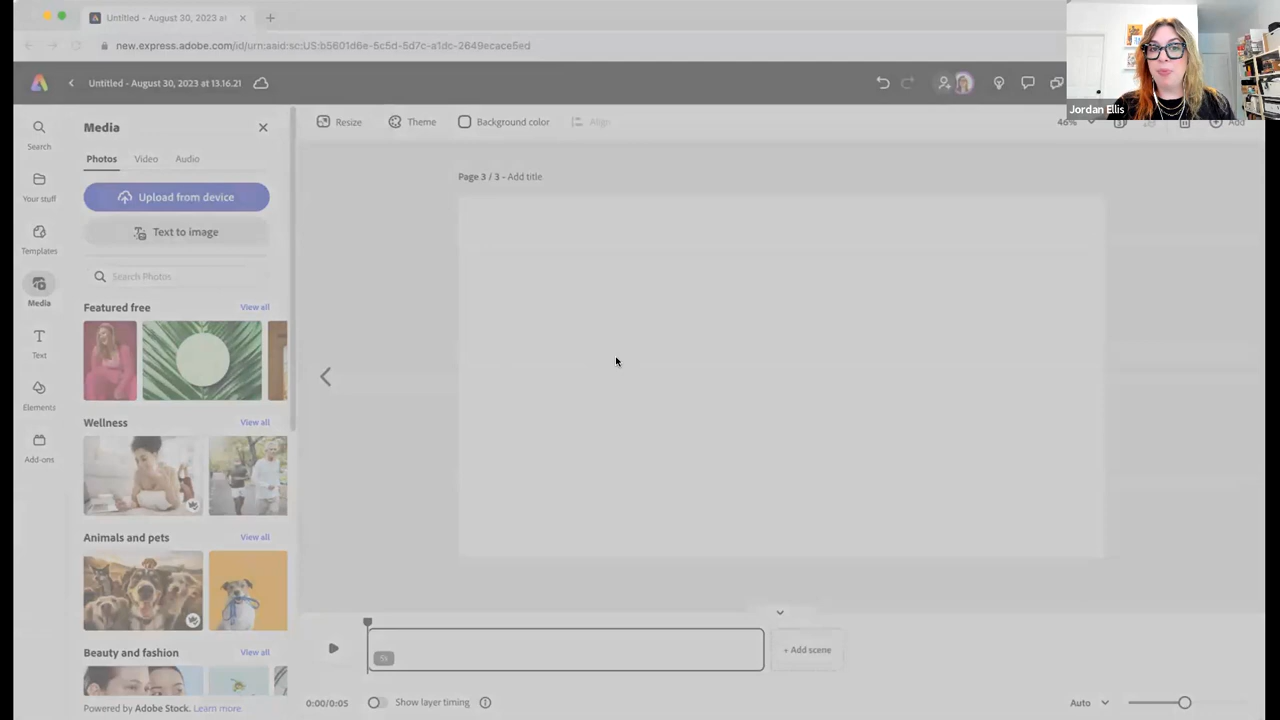 Untitled - August 30, 2023 at
new.express.adobe.com/id/urn:aaid:sc:US:b5601d6e-5c5d-5d7c-a1dc-2649ecace5ed
Untitled - August 30, 2023 at 13.16.21
Jordan Ellis
Search
Your stuff
Templates
Media
Text
Elements
Add-ons
Media
Photos Video Audio
Upload from device
Text to image
Search Photos
Featured free View all
Wellness View all
Animals and pets View all
Beauty and fashion View all
Powered by Adobe Stock. Learn more.
Resize Theme Background color Align
46% Add
Page 3 / 3 - Add title
5s
+ Add scene
0:00/0:05 Show layer timing Auto